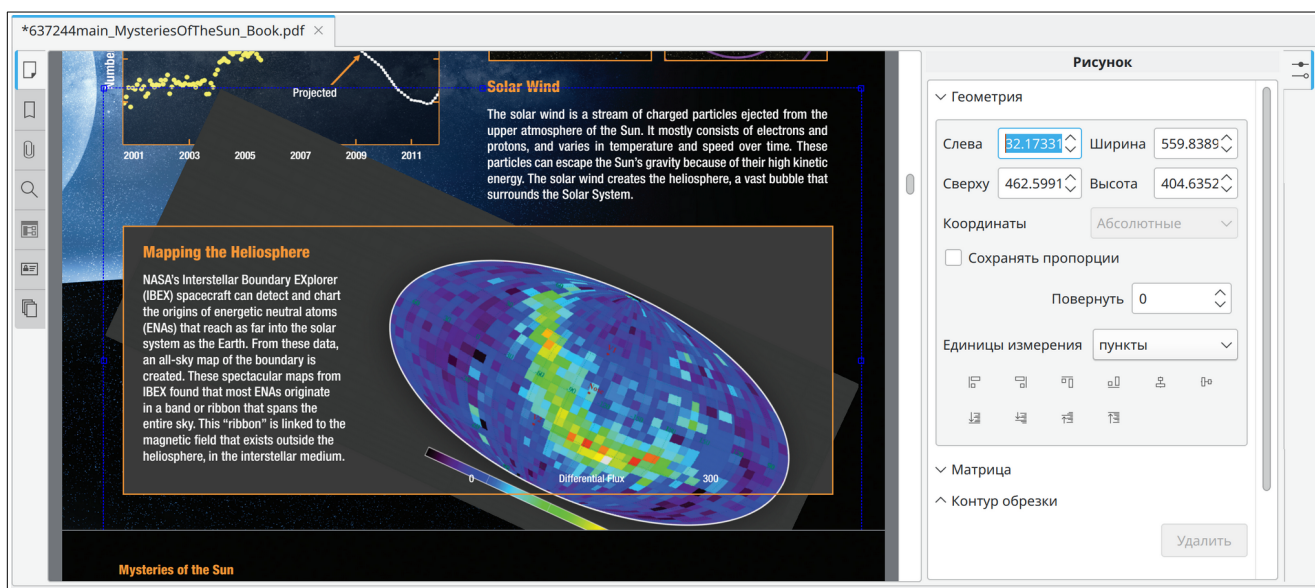 *637244main_MysteriesOfTheSun_Book.pdf
Numbe
Projected
2001 2003 2005 2007 2009 2011
Solar Wind
The solar wind is a stream of charged particles ejected from the
upper atmosphere of the Sun. It mostly consists of electrons and
protons, and varies in temperature and speed over time. These
particles can escape the Sun's gravity because of their high kinetic
energy. The solar wind creates the heliosphere, a vast bubble that
surrounds the Solar System.
Mapping the Heliosphere
NASA's Interstellar Boundary EXplorer
(IBEX) spacecraft can detect and chart
the origins of energetic neutral atoms
(ENAs) that reach as far into the solar
system as the Earth. From these data,
an all-sky map of the boundary is
created. These spectacular maps from
IBEX found that most ENAs originate
in a band or ribbon that spans the
entire sky. This “ribbon” is linked to the
magnetic field that exists outside the
heliosphere, in the interstellar medium.
0 Differential Flux 300
Mysteries of the Sun
Рисунок
Геометрия
Слева 32.17331 Ширина 559.8389
Сверху 462.5991 Высота 404.6352
Координаты Абсолютные
Сохранять пропорции
Повернуть 0
Единицы измерения пункты
Матрица
Контур обрезки
Удалить